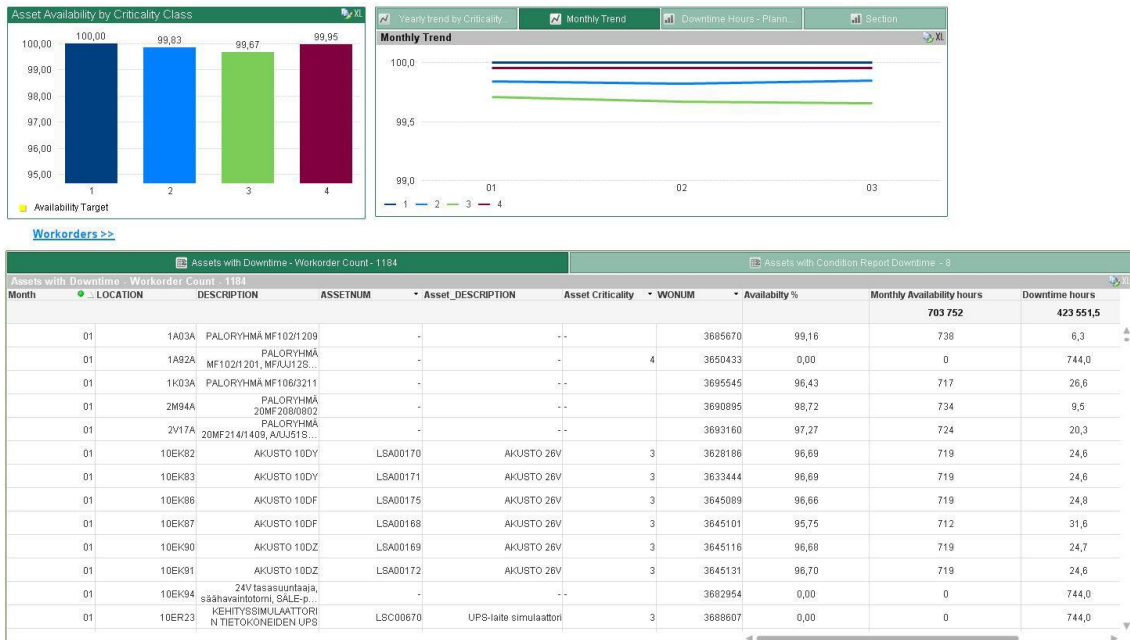 Asset Availability by Criticality Class XL
100,00
99,00
98,00
97,00
96,00
95,00
100,00 99,83 99,67 99,95
1 2 3 4
Availability Target
Yearly trend by Criticality... Monthly Trend Downtime Hours - Plann... Section
Monthly Trend XL
100,0
99,5
99,0
01 02 03
1 2 3 4
Workorders >>
Assets with Downtime - Workorder Count - 1184 Assets with Condition Report Downtime - 8
Assets with Downtime - Workorder Count - 1184 XL
Month LOCATION DESCRIPTION ASSETNUM Asset_DESCRIPTION Asset Criticality WONUM Availabilty % Monthly Availability hours Downtime hours
703 752 423 551,5
01 1A03A PALORYHMÄ MF102/1209 - - - 3685670 99,16 738 6,3
01 1A92A PALORYHMÄ MF102/1201, MF/UJ12S... - - 4 3650433 0,00 0 744,0
01 1K03A PALORYHMÄ MF106/3211 - - - 3695545 96,43 717 26,6
01 2M94A PALORYHMÄ 20MF208/0802 - - - 3690895 98,72 734 9,5
01 2V17A PALORYHMÄ 20MF214/1409, A/UJ51S... - - - 3693160 97,27 724 20,3
01 10EK82 AKUSTO 10DY LSA00170 AKUSTO 26V 3 3628186 96,69 719 24,6
01 10EK83 AKUSTO 10DY LSA00171 AKUSTO 26V 3 3633444 96,69 719 24,6
01 10EK86 AKUSTO 10DF LSA00175 AKUSTO 26V 3 3645089 96,66 719 24,8
01 10EK87 AKUSTO 10DF LSA00168 AKUSTO 26V 3 3645101 95,75 712 31,6
01 10EK90 AKUSTO 10DZ LSA00169 AKUSTO 26V 3 3645116 96,68 719 24,7
01 10EK91 AKUSTO 10DZ LSA00172 AKUSTO 26V 3 3645131 96,70 719 24,6
01 10EK94 24V tasasuuntaaja, säähavaintotorni, SALE-p... - - - 3682954 0,00 0 744,0
01 10ER23 KEHITYSSIMULAATTORI N TIETOKONEIDEN UPS LSC00670 UPS-laite simulaattori 3 3688607 0,00 0 744,0